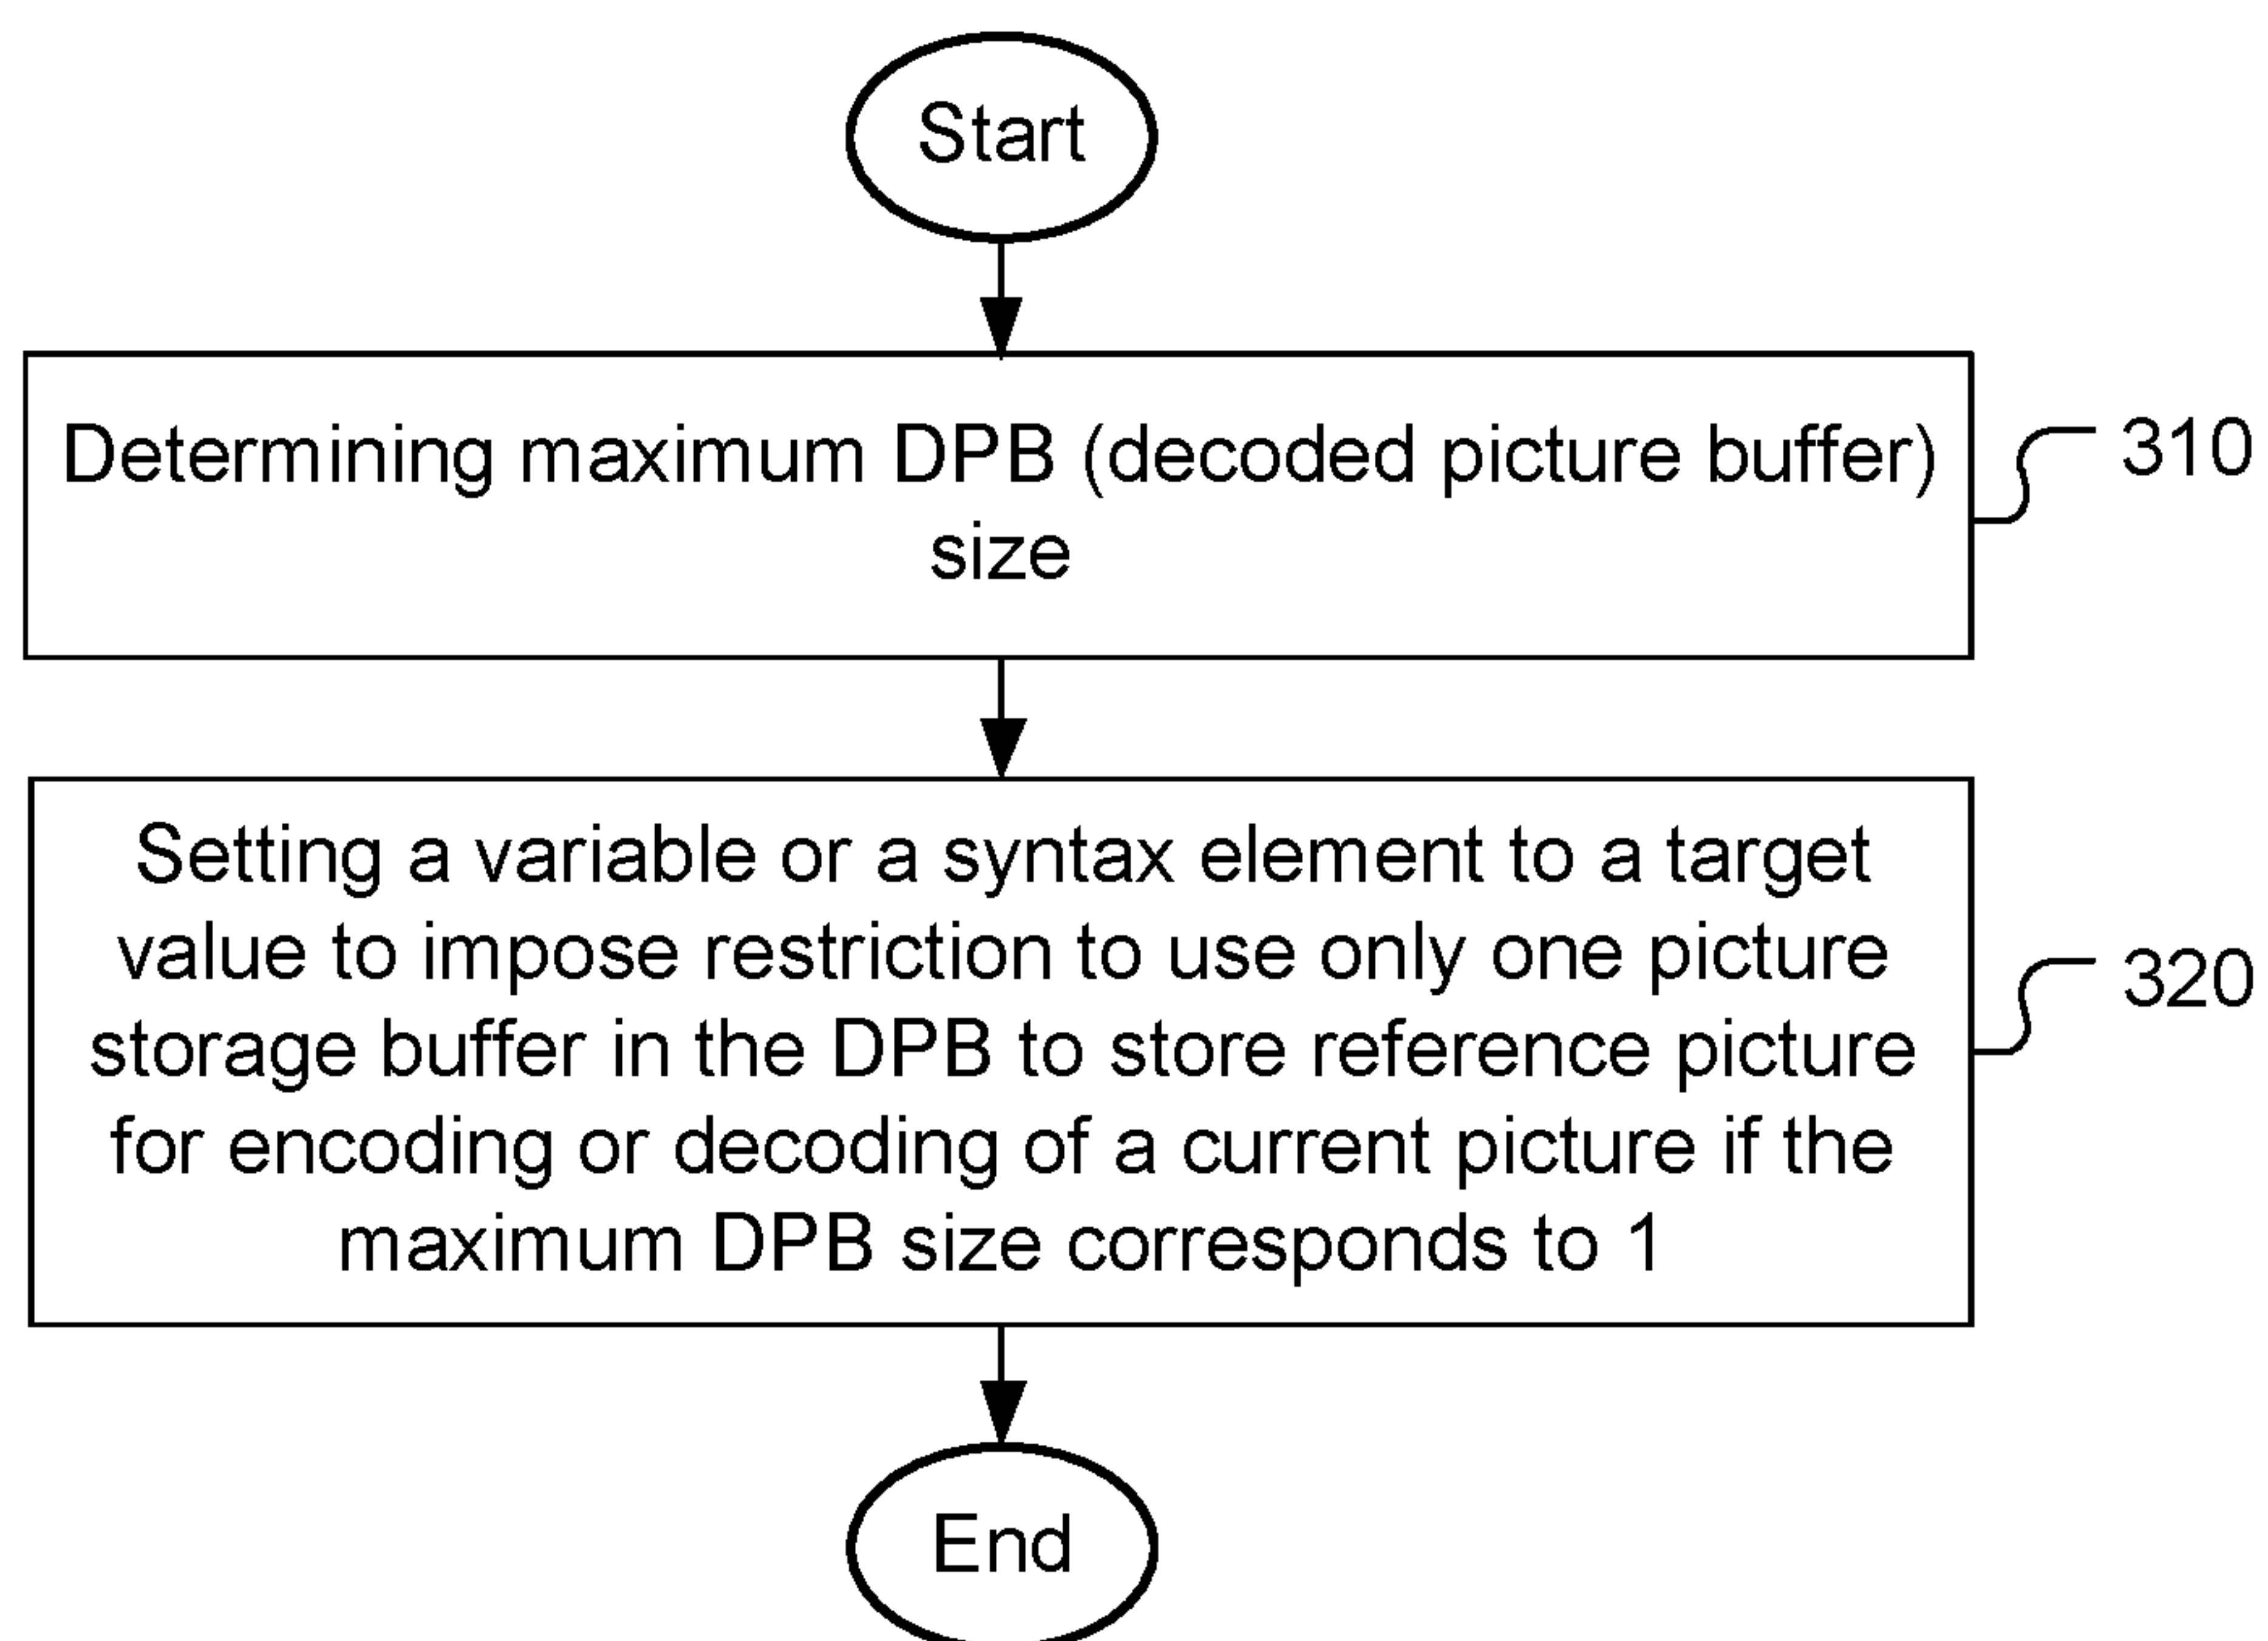 Start
Determining maximum DPB (decoded picture buffer)
size
310
Setting a variable or a syntax element to a target
value to impose restriction to use only one picture
storage buffer in the DPB to store reference picture
for encoding or decoding of a current picture if the
maximum DPB size corresponds to 1
320
End